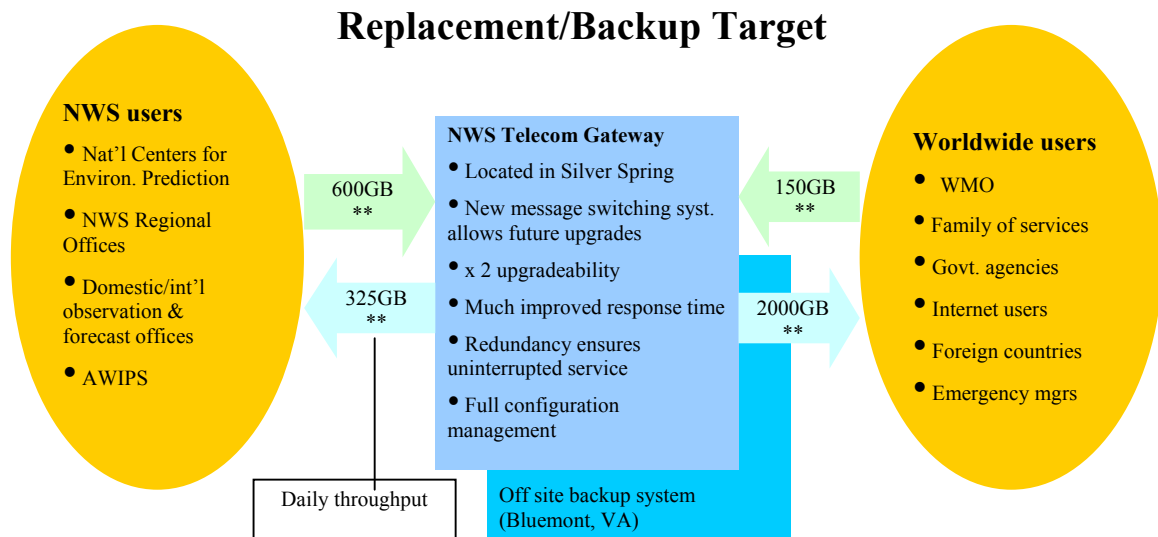 Replacement/Backup Target
NWS users
• Nat'l Centers for
Environ. Prediction
• NWS Regional
Offices
• Domestic/int'l
observation &
forecast offices
• AWIPS
600GB
**
325GB
**
Daily throughput
NWS Telecom Gateway
• Located in Silver Spring
• New message switching syst.
allows future upgrades
• x 2 upgradeability
• Much improved response time
• Redundancy ensures
uninterrupted service
• Full configuration
management
Off site backup system
(Bluemont, VA)
150GB
**
2000GB
**
Worldwide users
• WMO
• Family of services
• Govt. agencies
• Internet users
• Foreign countries
• Emergency mgrs